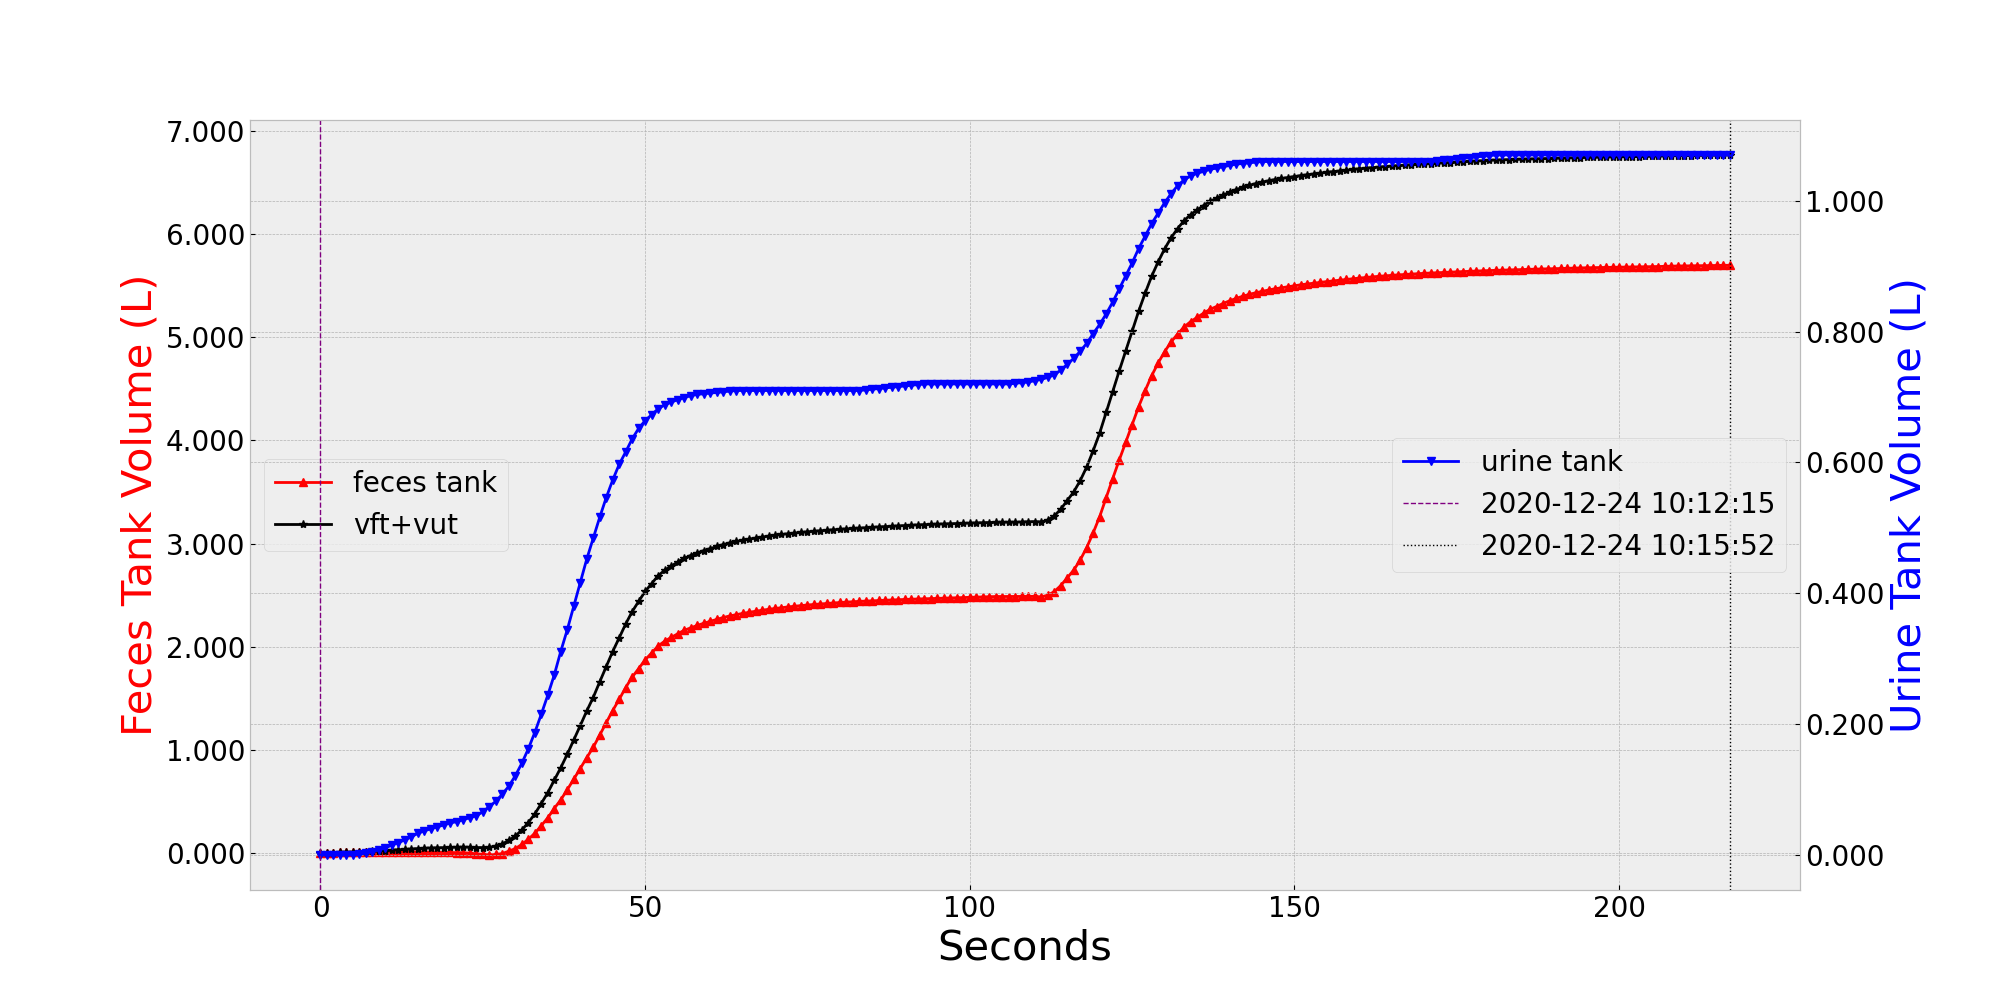 7.000
6.000
5.000
4.000
3.000
2.000
1.000
0.000
Feces Tank Volume (L)
feces tank
vft+vut
urine tank
2020-12-24 10:12:15
2020-12-24 10:15:52
1.000
0.800
0.600
0.400
0.200
0.000
Urine Tank Volume (L)
0 50 100 150 200
Seconds